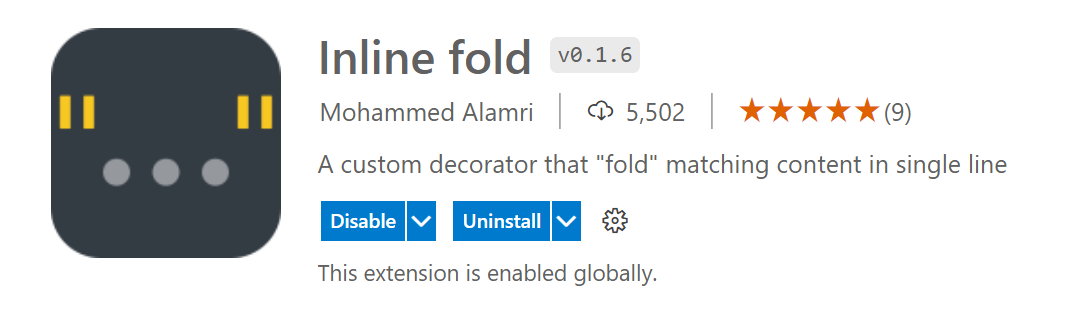 Inline fold v0.1.6
Mohammed Alamri 5,502 ★★★★★(9)
A custom decorator that "fold" matching content in single line
Disable Uninstall
This extension is enabled globally.